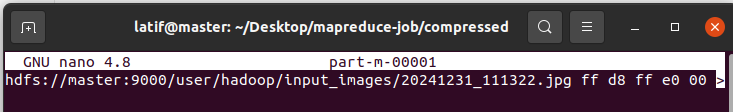 latif@master: ~/Desktop/mapreduce-job/compressed
GNU nano 4.8 part-m-00001
hdfs://master:9000/user/hadoop/input_images/20241231_111322.jpg ff d8 ff e0 00 >